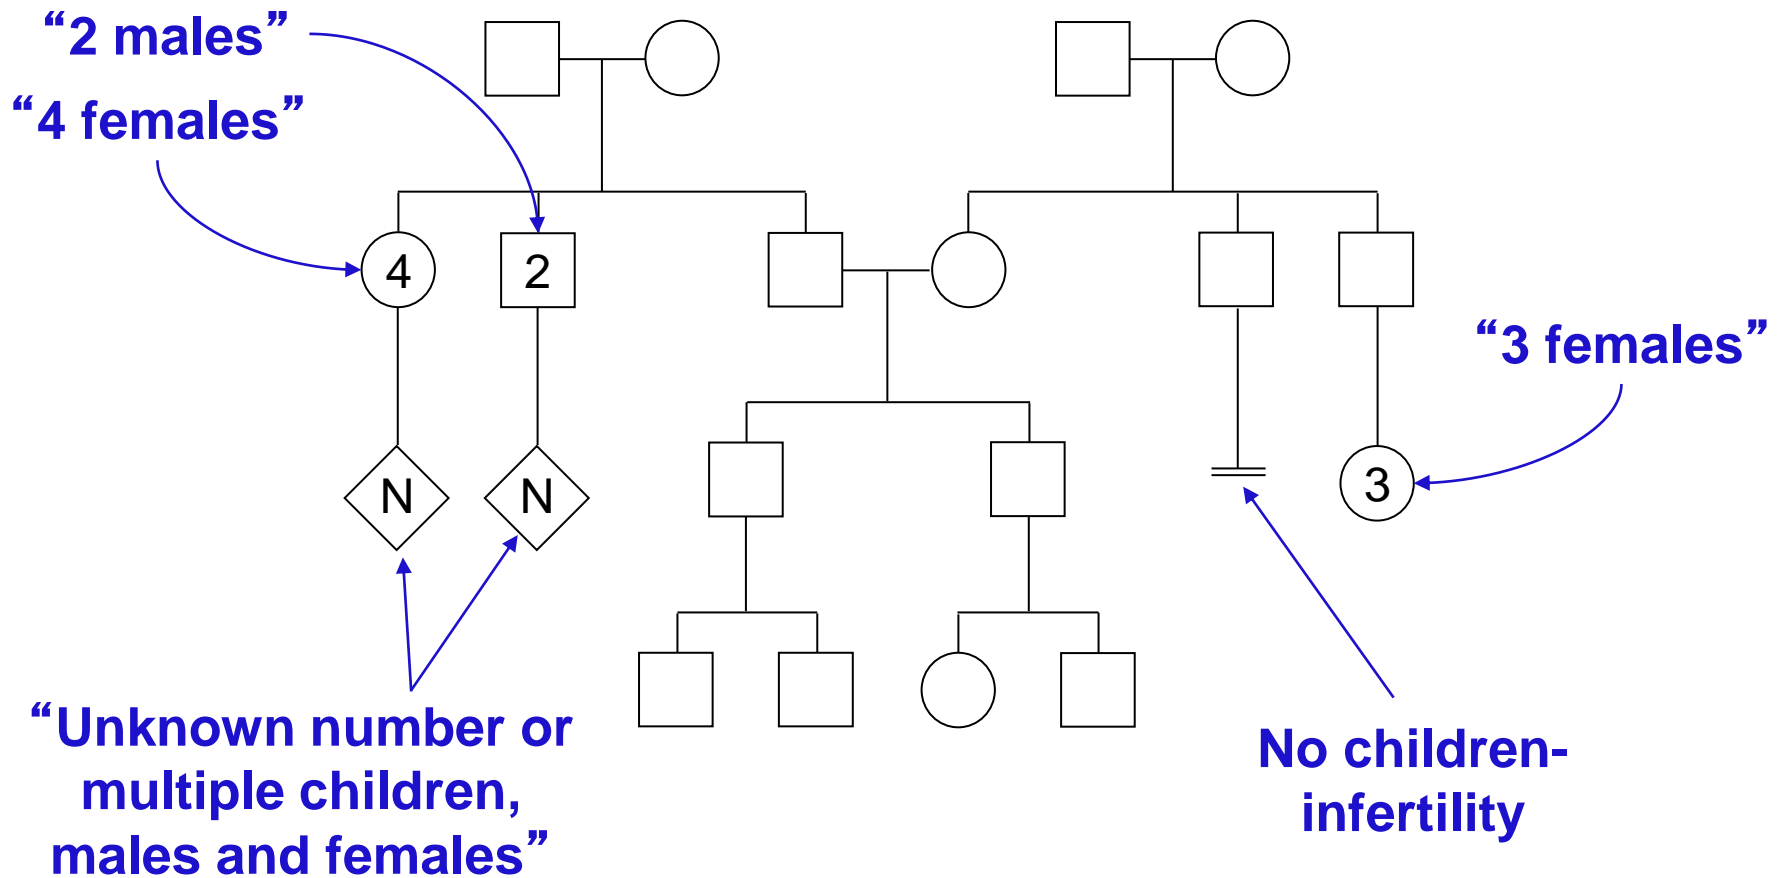 “2 males”
“4 females”
4
2
“3 females”
N
N
3
“Unknown number or
multiple children,
males and females”
No children-
infertility